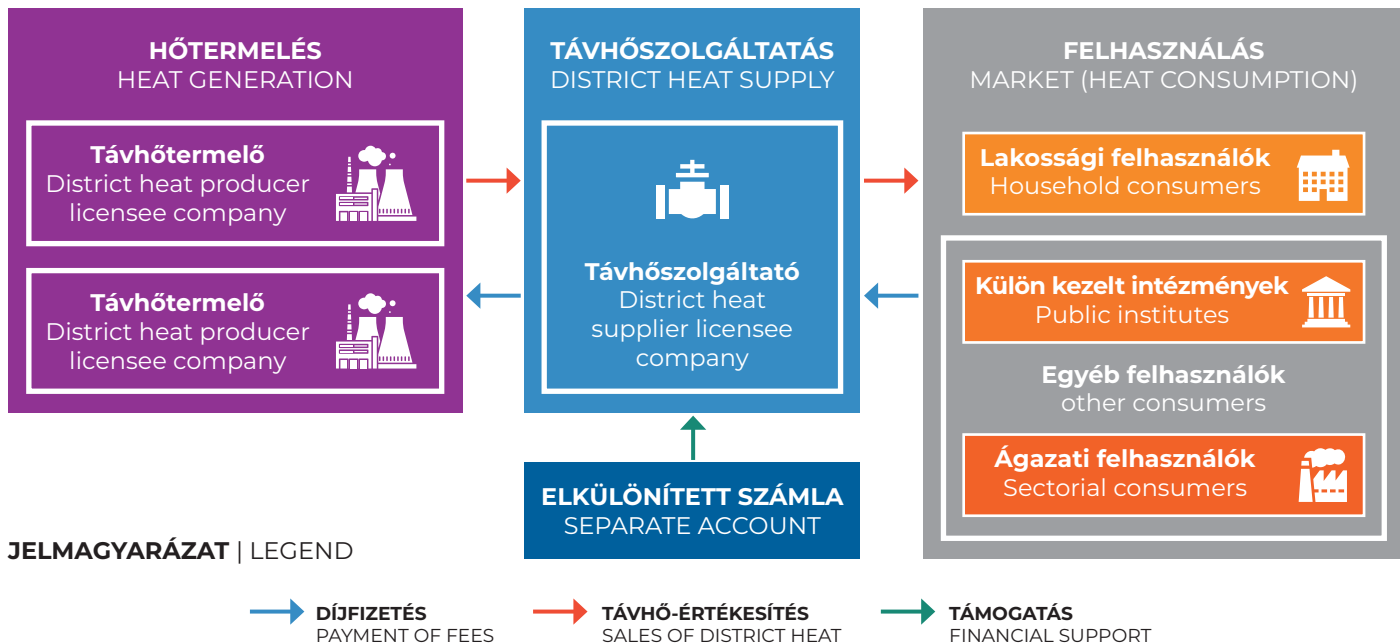 HŐTERMELÉS
HEAT GENERATION
Távhőtermelő
District heat producer
licensee company
Távhőtermelő
District heat producer
licensee company
TÁVHŐSZOLGÁLTATÁS
DISTRICT HEAT SUPPLY
Távhőszolgáltató
District heat
supplier licensee
company
ELKÜLÖNÍTETT SZÁMLA
SEPARATE ACCOUNT
FELHASZNÁLÁS
MARKET (HEAT CONSUMPTION)
Lakossági felhasználók
Household consumers
Külön kezelt intézmények
Public institutes
Egyéb felhasználók
other consumers
Ágazati felhasználók
Sectorial consumers
JELMAGYARÁZAT | LEGEND
DÍJFIZETÉS
PAYMENT OF FEES
TÁVHŐ-ÉRTÉKESÍTÉS
SALES OF DISTRICT HEAT
TÁMOGATÁS
FINANCIAL SUPPORT